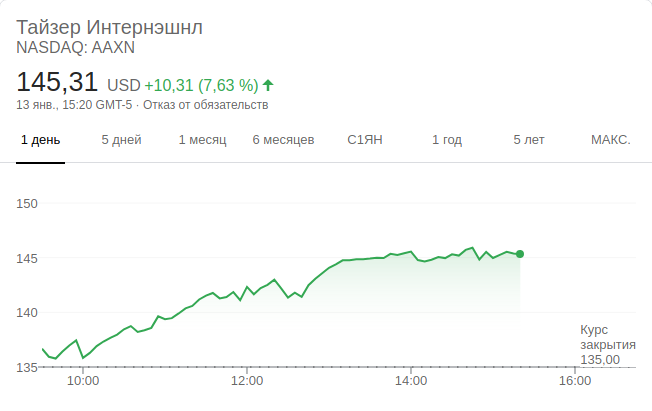 Тайзер Интернэшнл
NASDAQ: AAXN
145,31 USD +10,31 (7,63 %)
13 янв., 15:20 GMT-5 · Отказ от обязательств
1 день 5 дней 1 месяц 6 месяцев С1ЯН 1 год 5 лет МАКС.
150
145
140
135
Курс
закрытия
135,00
10:00 12:00 14:00 16:00